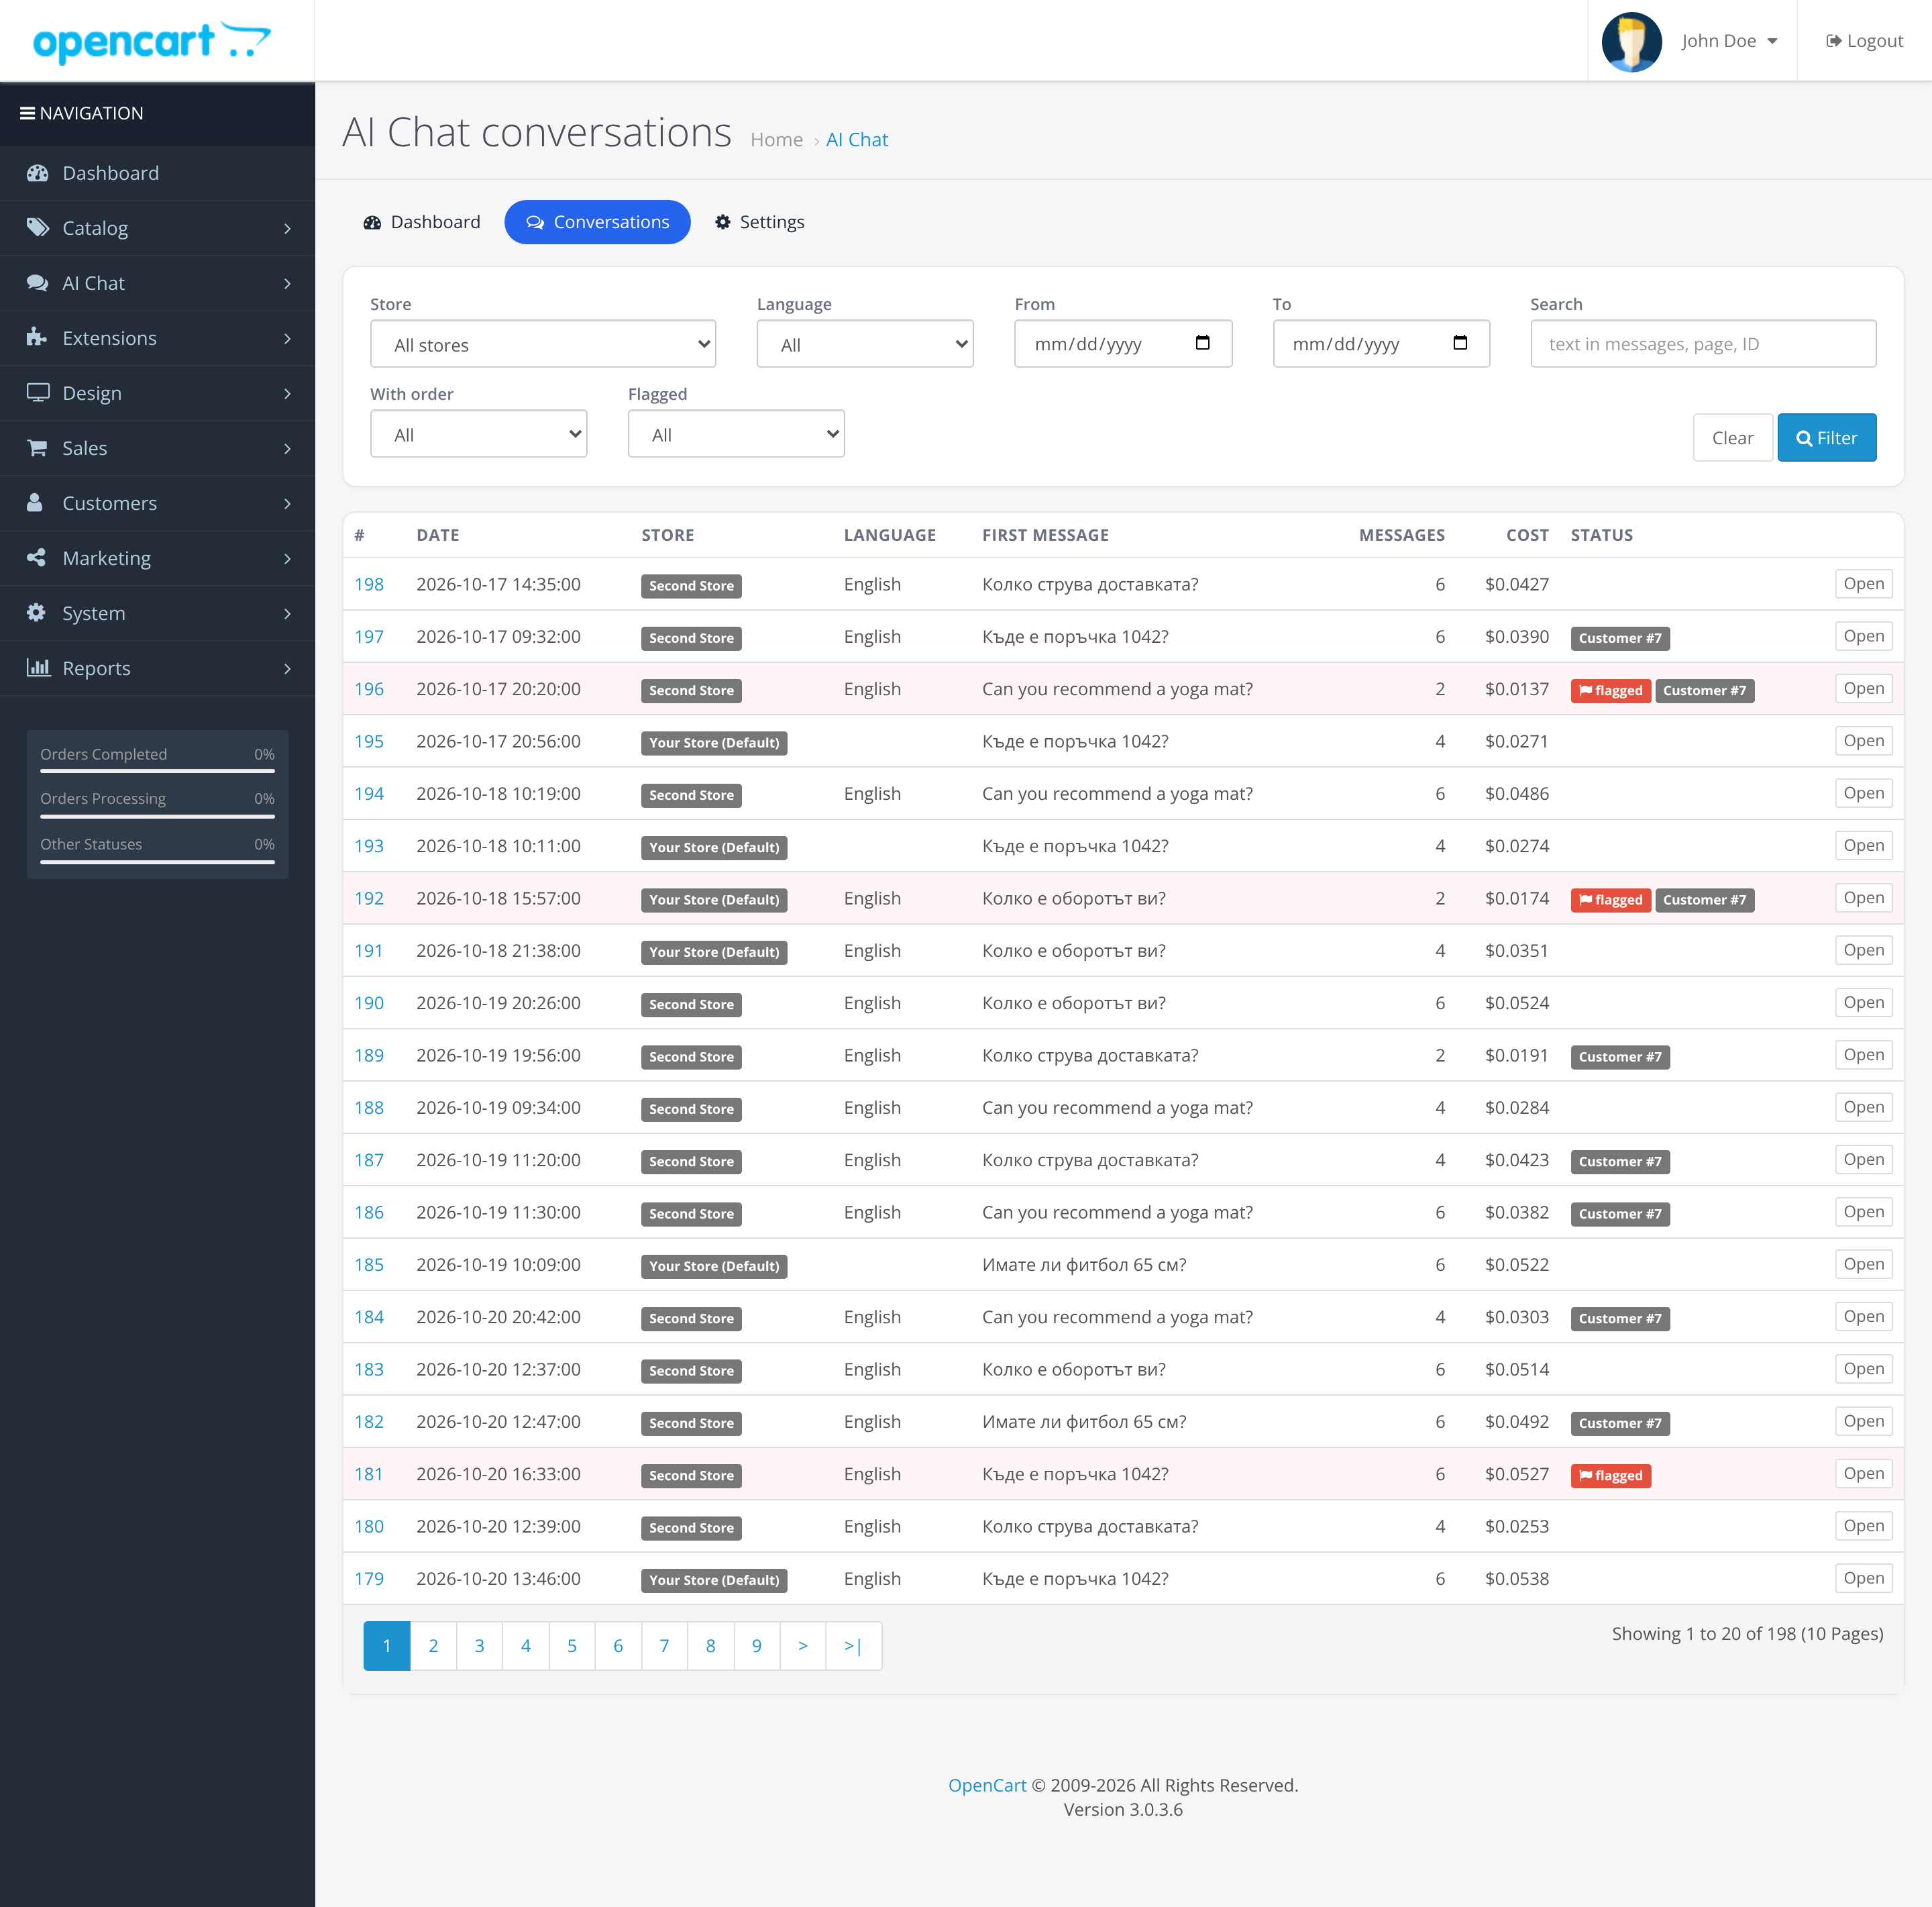 opencart
John Doe
Logout
NAVIGATION
Dashboard
Catalog
AI Chat
Extensions
Design
Sales
Customers
Marketing
System
Reports
Orders Completed 0%
Orders Processing 0%
Other Statuses 0%
AI Chat conversations Home › AI Chat
Dashboard Conversations Settings
Store Language From To Search
All stores All mm/dd/yyyy mm/dd/yyyy text in messages, page, ID
With order Flagged
All All Clear Filter
# DATE STORE LANGUAGE FIRST MESSAGE MESSAGES COST STATUS
198 2026-10-17 14:35:00 Second Store English Колко струва доставката? 6 $0.0427 Open
197 2026-10-17 09:32:00 Second Store English Къде е поръчка 1042? 6 $0.0390 Customer #7 Open
196 2026-10-17 20:20:00 Second Store English Can you recommend a yoga mat? 2 $0.0137 flagged Customer #7 Open
195 2026-10-17 20:56:00 Your Store (Default) Къде е поръчка 1042? 4 $0.0271 Open
194 2026-10-18 10:19:00 Second Store English Can you recommend a yoga mat? 6 $0.0486 Open
193 2026-10-18 10:11:00 Your Store (Default) Къде е поръчка 1042? 4 $0.0274 Open
192 2026-10-18 15:57:00 Your Store (Default) English Колко е оборотът ви? 2 $0.0174 flagged Customer #7 Open
191 2026-10-18 21:38:00 Your Store (Default) English Колко е оборотът ви? 4 $0.0351 Open
190 2026-10-19 20:26:00 Second Store English Колко е оборотът ви? 6 $0.0524 Open
189 2026-10-19 19:56:00 Second Store English Колко струва доставката? 2 $0.0191 Customer #7 Open
188 2026-10-19 09:34:00 Second Store English Can you recommend a yoga mat? 4 $0.0284 Open
187 2026-10-19 11:20:00 Second Store English Колко струва доставката? 4 $0.0423 Customer #7 Open
186 2026-10-19 11:30:00 Second Store English Can you recommend a yoga mat? 6 $0.0382 Customer #7 Open
185 2026-10-19 10:09:00 Your Store (Default) Имате ли фитбол 65 см? 6 $0.0522 Open
184 2026-10-20 20:42:00 Second Store English Can you recommend a yoga mat? 4 $0.0303 Customer #7 Open
183 2026-10-20 12:37:00 Second Store English Колко е оборотът ви? 6 $0.0514 Open
182 2026-10-20 12:47:00 Second Store English Имате ли фитбол 65 см? 6 $0.0492 Customer #7 Open
181 2026-10-20 16:33:00 Second Store English Къде е поръчка 1042? 6 $0.0527 flagged Open
180 2026-10-20 12:39:00 Second Store English Колко струва доставката? 4 $0.0253 Open
179 2026-10-20 13:46:00 Your Store (Default) English Къде е поръчка 1042? 6 $0.0538 Open
1 2 3 4 5 6 7 8 9 > >| Showing 1 to 20 of 198 (10 Pages)
OpenCart © 2009-2026 All Rights Reserved.
Version 3.0.3.6